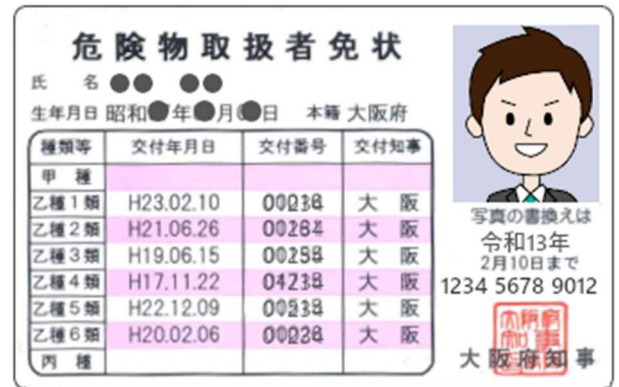 危険物取扱者免状
氏 名
生年月日 昭和 年 月 日 本籍 大阪府
種類等 交付年月日 交付番号 交付知事
甲 種
乙種1類 H23.02.10 大 阪
乙種2類 H21.06.26 大 阪
乙種3類 H19.06.15 大 阪
乙種4類 H17.11.22 大 阪
乙種5類 H22.12.09 大 阪
乙種6類 H20.02.06 大 阪
丙 種
写真の書換えは
令和13年
2月10日まで
1234 5678 9012
大阪府知事